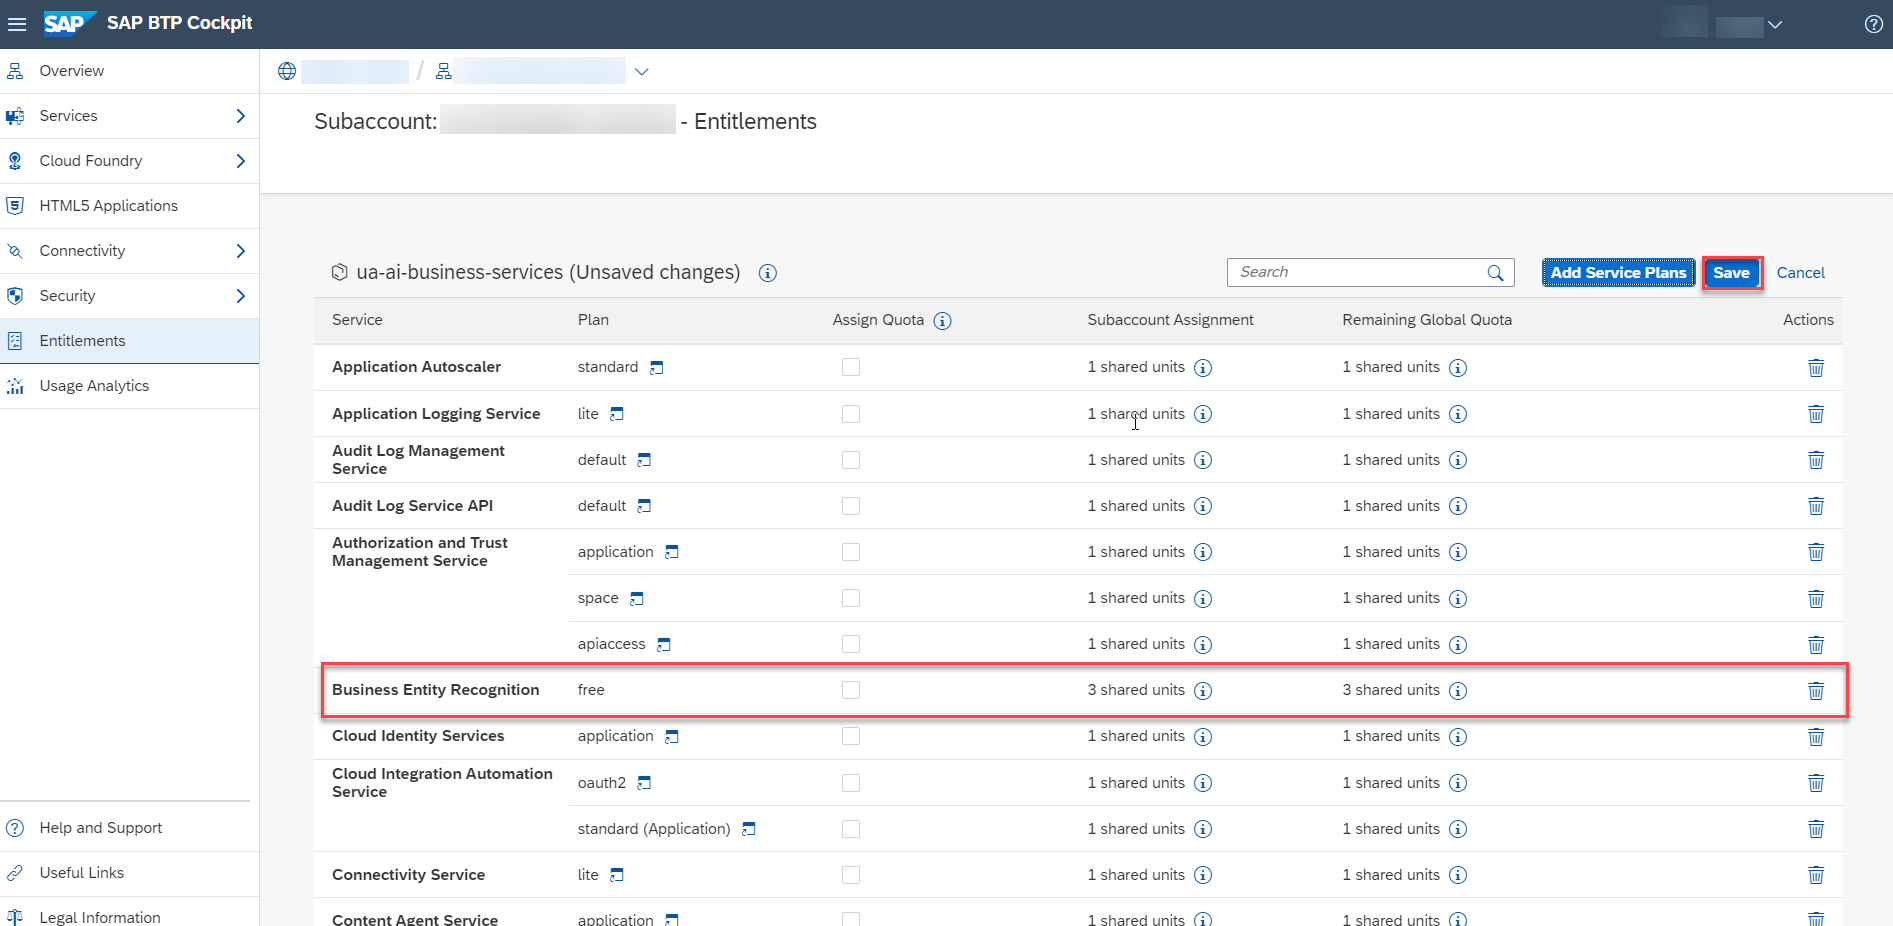 SAP SAP BTP Cockpit
Overview
Services
Cloud Foundry
HTML5 Applications
Connectivity
Security
Entitlements
Usage Analytics
Help and Support
Useful Links
Legal Information
/
Subaccount: - Entitlements
ua-ai-business-services (Unsaved changes)
Search
Add Service Plans Save Cancel
Service Plan Assign Quota Subaccount Assignment Remaining Global Quota Actions
Application Autoscaler standard 1 shared units 1 shared units
Application Logging Service lite 1 shared units 1 shared units
Audit Log Management
Service
default 1 shared units 1 shared units
Audit Log Service API default 1 shared units 1 shared units
Authorization and Trust
Management Service
application 1 shared units 1 shared units
space 1 shared units 1 shared units
apiaccess 1 shared units 1 shared units
Business Entity Recognition free 3 shared units 3 shared units
Cloud Identity Services application 1 shared units 1 shared units
Cloud Integration Automation
Service
oauth2 1 shared units 1 shared units
standard (Application) 1 shared units 1 shared units
Connectivity Service lite 1 shared units 1 shared units
Content Agent Service application 1 shared units 1 shared units